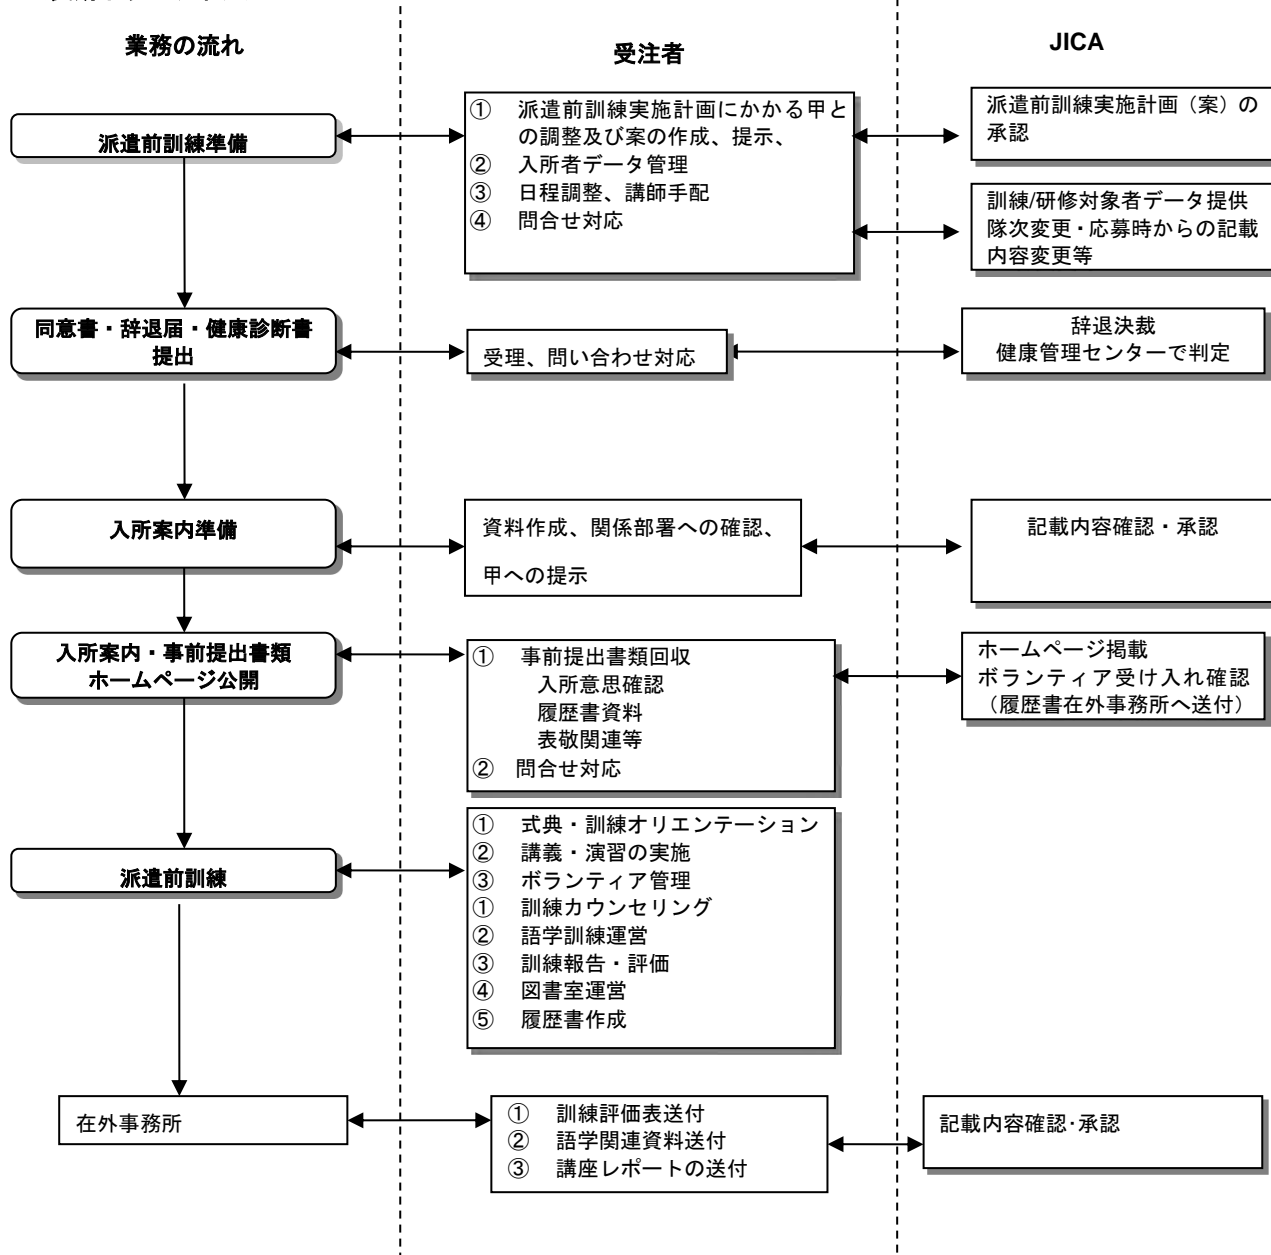 業務の流れ
受注者
JICA
派遣前訓練準備
① 派遣前訓練実施計画にかかる甲と
の調整及び案の作成、提示、
② 入所者データ管理
③ 日程調整、講師手配
④ 問合せ対応
派遣前訓練実施計画（案）の
承認
訓練/研修対象者データ提供
隊次変更・応募時からの記載
内容変更等
同意書・辞退届・健康診断書
提出
受理、問い合わせ対応
辞退決裁
健康管理センターで判定
入所案内準備
資料作成、関係部署への確認、
甲への提示
記載内容確認・承認
入所案内・事前提出書類
ホームページ公開
① 事前提出書類回収
入所意思確認
履歴書資料
表敬関連等
② 問合せ対応
ホームページ掲載
ボランティア受け入れ確認
（履歴書在外事務所へ送付）
派遣前訓練
① 式典・訓練オリエンテーション
② 講義・演習の実施
③ ボランティア管理
① 訓練カウンセリング
② 語学訓練運営
③ 訓練報告・評価
④ 図書室運営
⑤ 履歴書作成
在外事務所
① 訓練評価表送付
② 語学関連資料送付
③ 講座レポートの送付
記載内容確認･承認